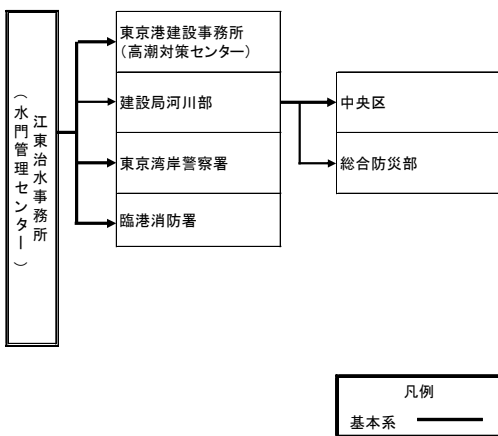 江東治水事務所
（水門管理センター）
東京港建設事務所
（高潮対策センター）
建設局河川部
東京湾岸警察署
臨港消防署
中央区
総合防災部
凡例
基本系